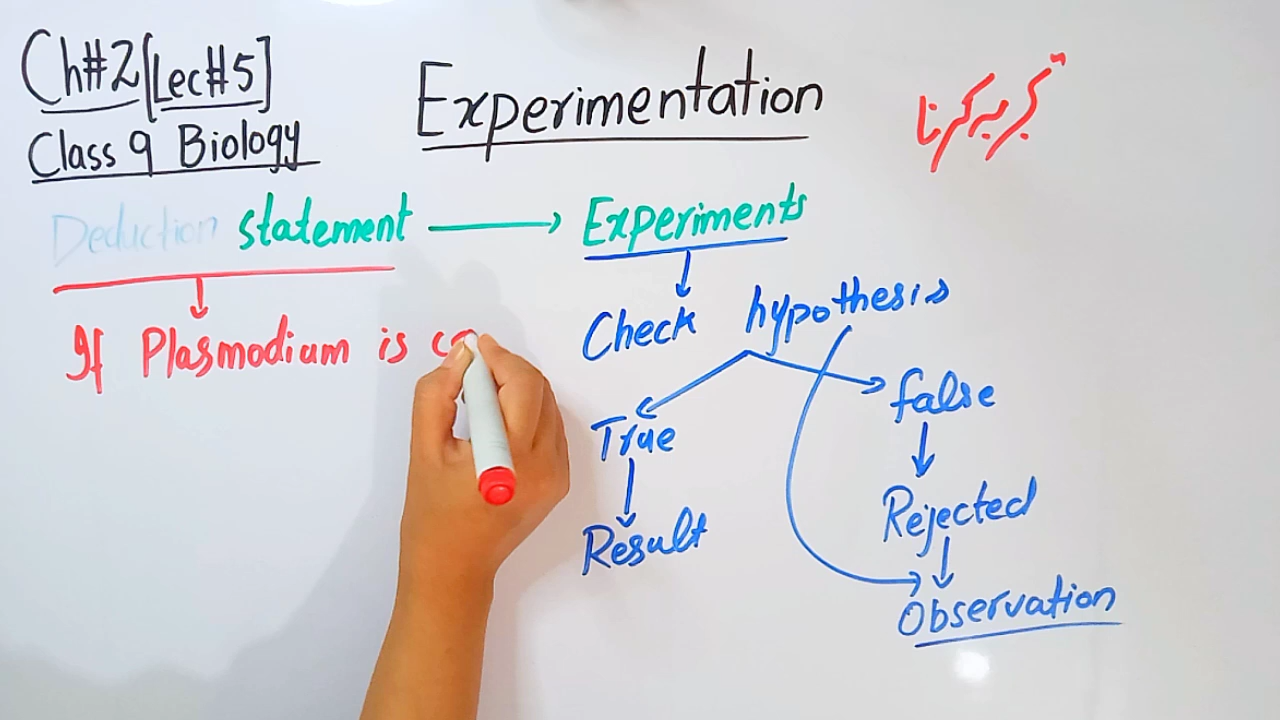 Ch#2[Lec#5]
Class 9 Biology
Experimentation
تجربہ کرنا
Deduction statement → Experiments
If Plasmodium is
Check hypothesis
True
false
Result
Rejected
Observation